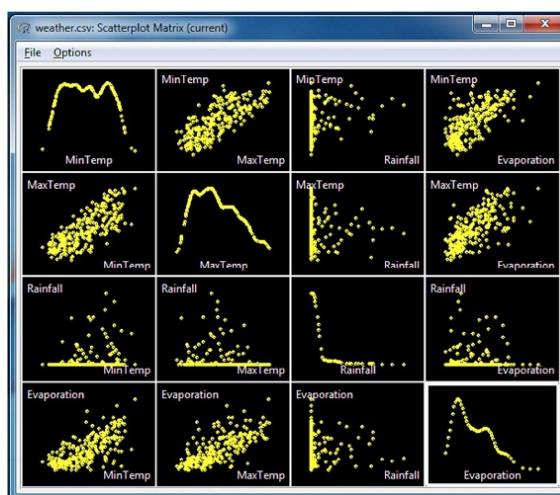 weather.csv: Scatterplot Matrix (current)
File Options
MinTemp
MinTemp
MaxTemp
MinTemp
Rainfall
MinTemp
Evaporation
MaxTemp
MinTemp
MaxTemp
MaxTemp
Rainfall
MaxTemp
Evaporation
Rainfall
MinTemp
Rainfall
MaxTemp
Rainfall
Rainfall
Evaporation
Evaporation
MinTemp
Evaporation
MaxTemp
Evaporation
Rainfall
Evaporation